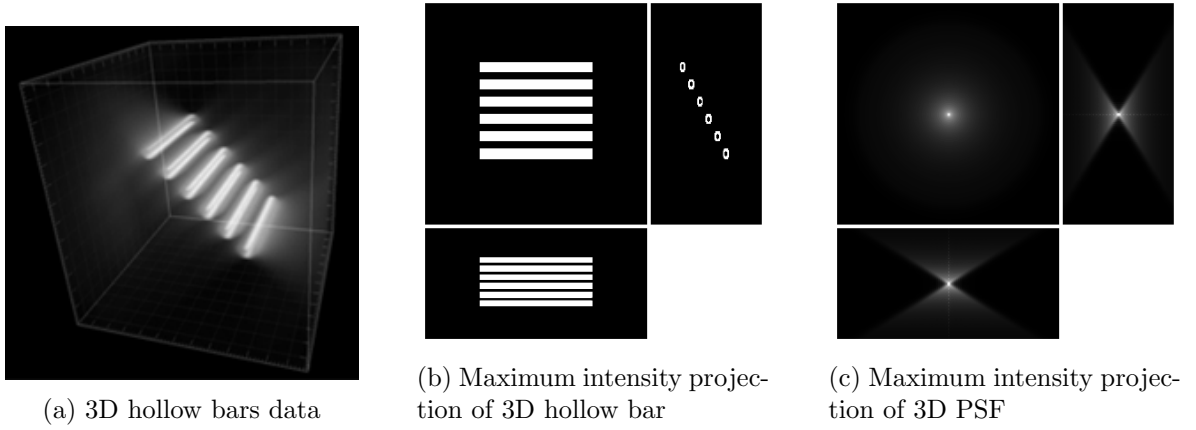 (a) 3D hollow bars data
(b) Maximum intensity projec-
tion of 3D hollow bar
(c) Maximum intensity projec-
tion of 3D PSF